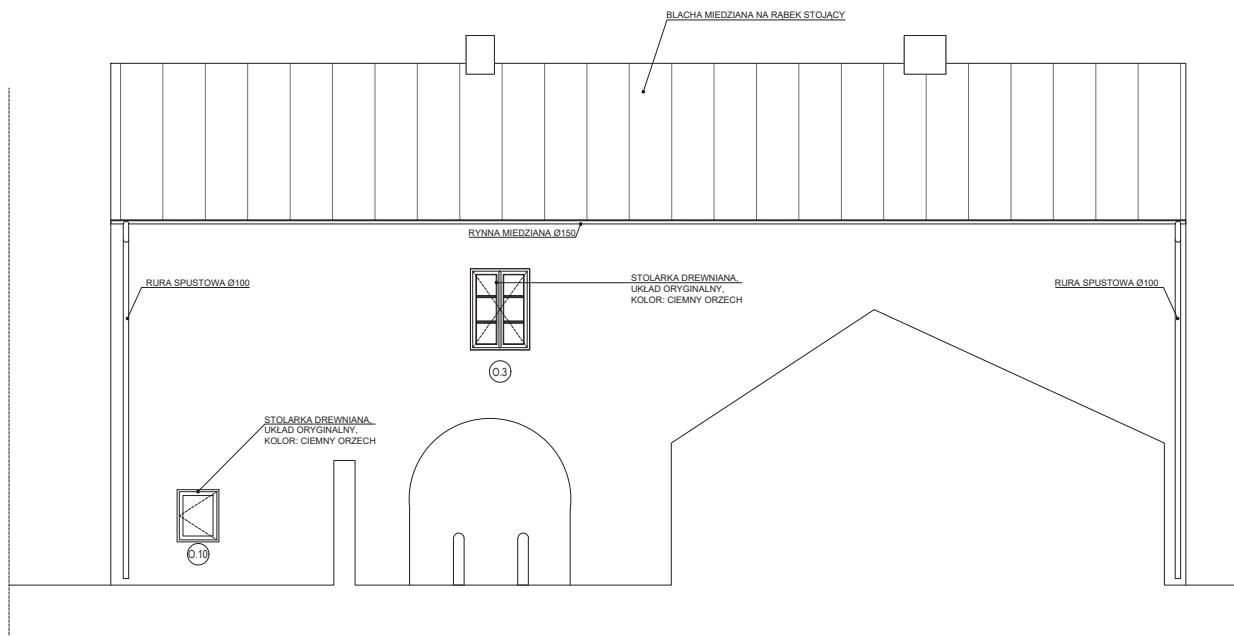 BLACHA MIEDZIANA NA RĄBEK STOJĄCY
RYNNA MIEDZIANA Ø150
RURA SPUSTOWA Ø100
STOLARKA DREWNIANA,
UKŁAD ORYGINALNY,
KOLOR: CIEMNY ORZECH
RURA SPUSTOWA Ø100
O.3
STOLARKA DREWNIANA,
UKŁAD ORYGINALNY,
KOLOR: CIEMNY ORZECH
O.10